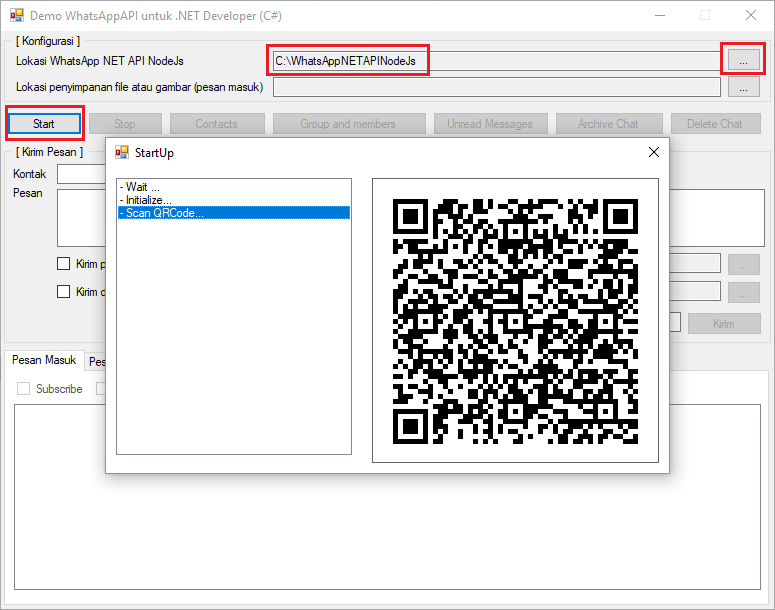 Demo WhatsAppAPI untuk .NET Developer (C#)
[ Konfigurasi ]
Lokasi WhatsApp NET API NodeJs
C:\WhatsAppNETAPINodeJs
...
Lokasi penyimpanan file atau gambar (pesan masuk)
...
Start
Stop
Contacts
Group and members
Unread Messages
Archive Chat
Delete Chat
[ Kirim Pesan ]
StartUp
Kontak
Pesan
- Wait ...
- Initialize...
- Scan QRCode...
Kirim p
...
Kirim d
...
Kirim
Pesan Masuk
Pes
Subscribe